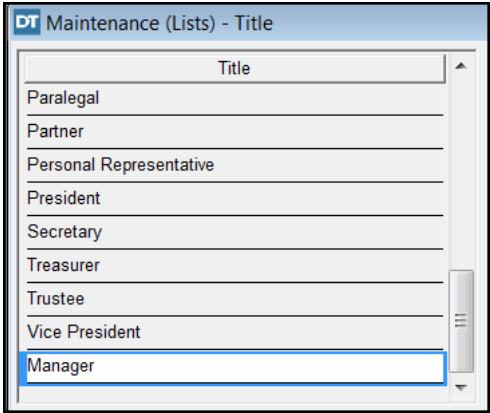 DT Maintenance (Lists) - Title
Title
Paralegal
Partner
Personal Representative
President
Secretary
Treasurer
Trustee
Vice President
Manager